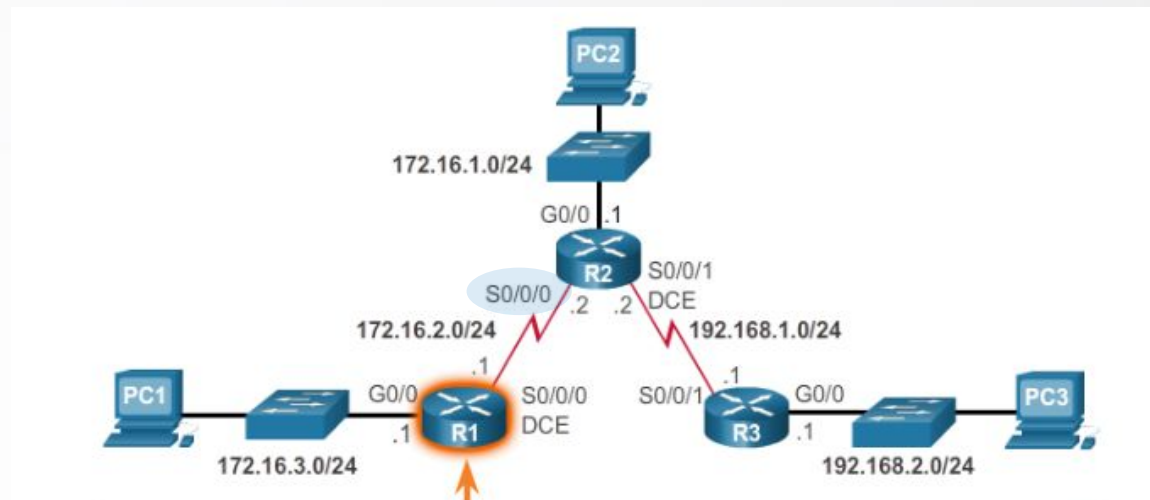 PC2
172.16.1.0/24
G0/0 .1
R2
S0/0/1
S0/0/0
.2 .2 DCE
172.16.2.0/24
192.168.1.0/24
.1
.1
PC1
G0/0
S0/0/0
S0/0/1
G0/0
PC3
.1
R1
DCE
R3
.1
172.16.3.0/24
192.168.2.0/24